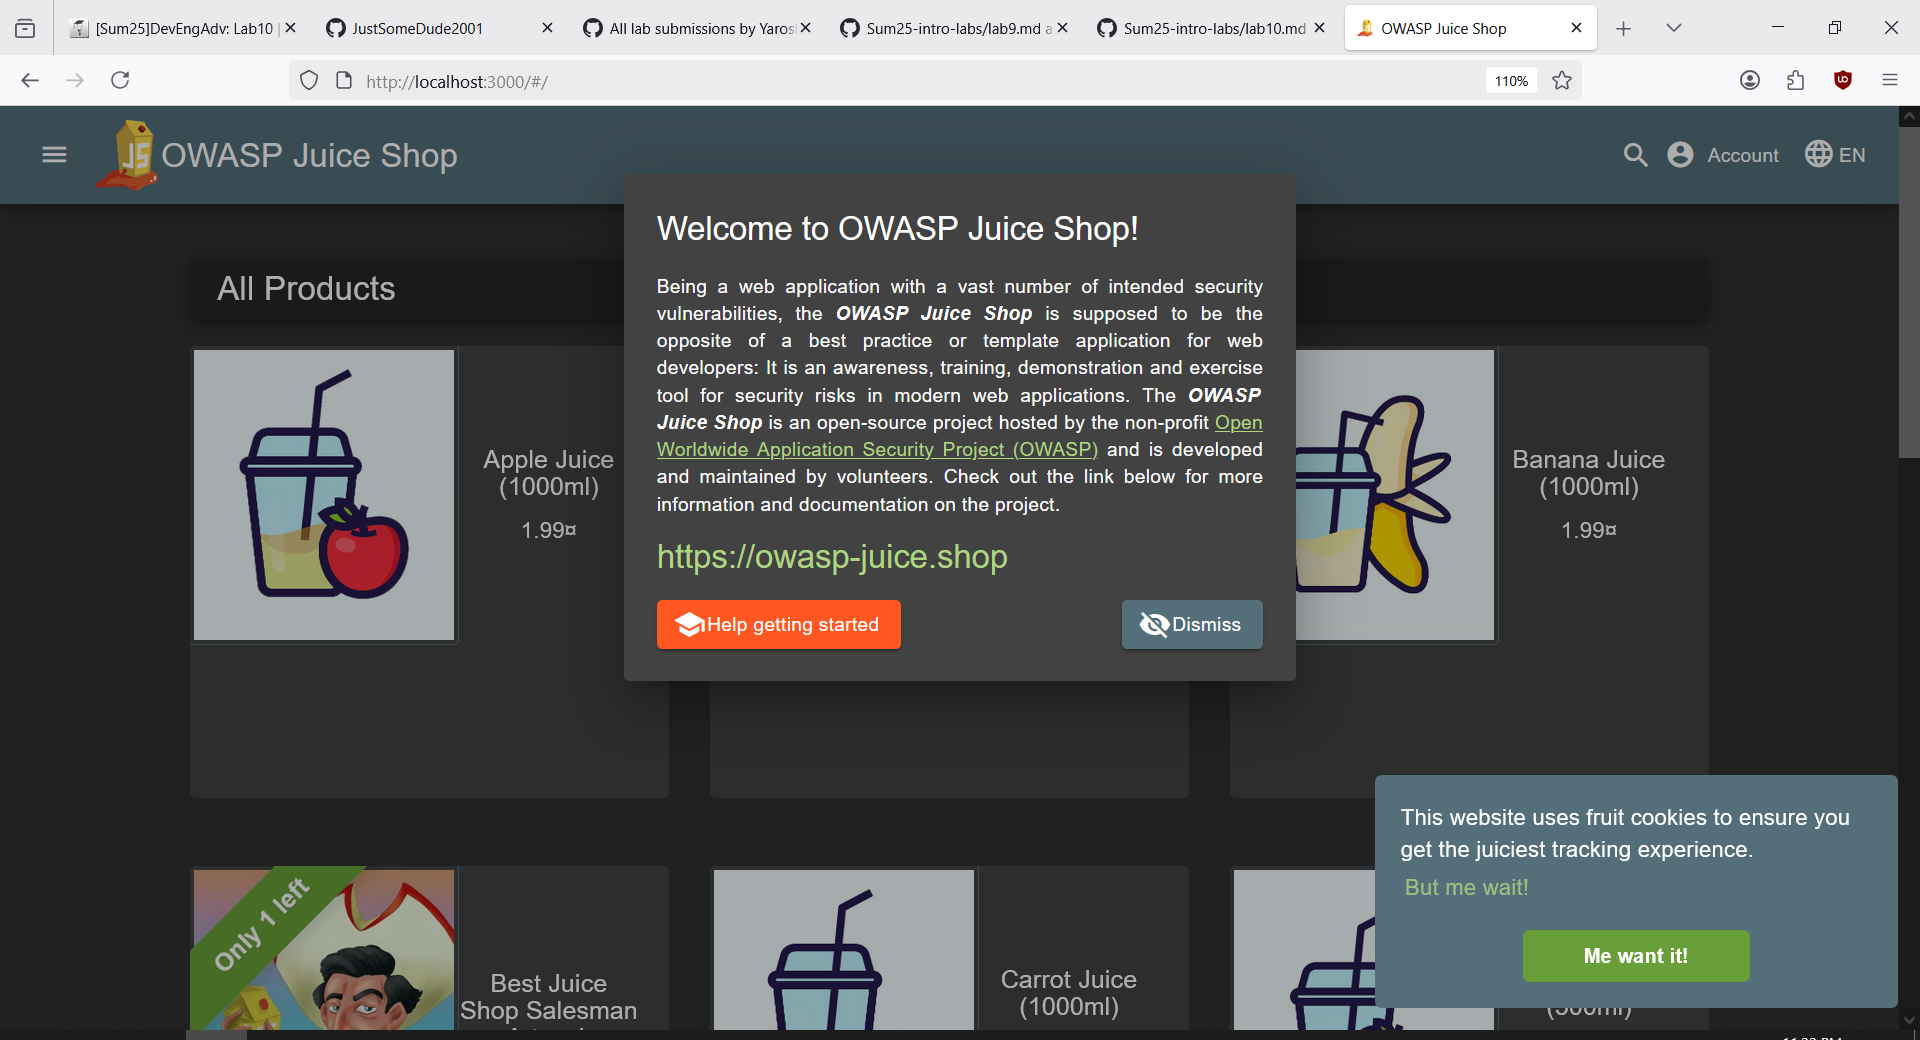 [Sum25]DevEngAdv: Lab10
JustSomeDude2001
All lab submissions by Yaros
Sum25-intro-labs/lab9.md a
Sum25-intro-labs/lab10.md
OWASP Juice Shop
http://localhost:3000/#/
110%
JS
OWASP Juice Shop
Account
EN
All Products
Welcome to OWASP Juice Shop!
Being a web application with a vast number of intended security
vulnerabilities, the OWASP Juice Shop is supposed to be the
opposite of a best practice or template application for web
developers: It is an awareness, training, demonstration and exercise
tool for security risks in modern web applications. The OWASP
Juice Shop is an open-source project hosted by the non-profit Open
Worldwide Application Security Project (OWASP) and is developed
and maintained by volunteers. Check out the link below for more
information and documentation on the project.
https://owasp-juice.shop
Help getting started
Dismiss
Apple Juice
(1000ml)
1.99¤
Banana Juice
(1000ml)
1.99¤
Only 1 left
Best Juice
Shop Salesman
Carrot Juice
(1000ml)
This website uses fruit cookies to ensure you
get the juiciest tracking experience.
But me wait!
Me want it!
(500ml)